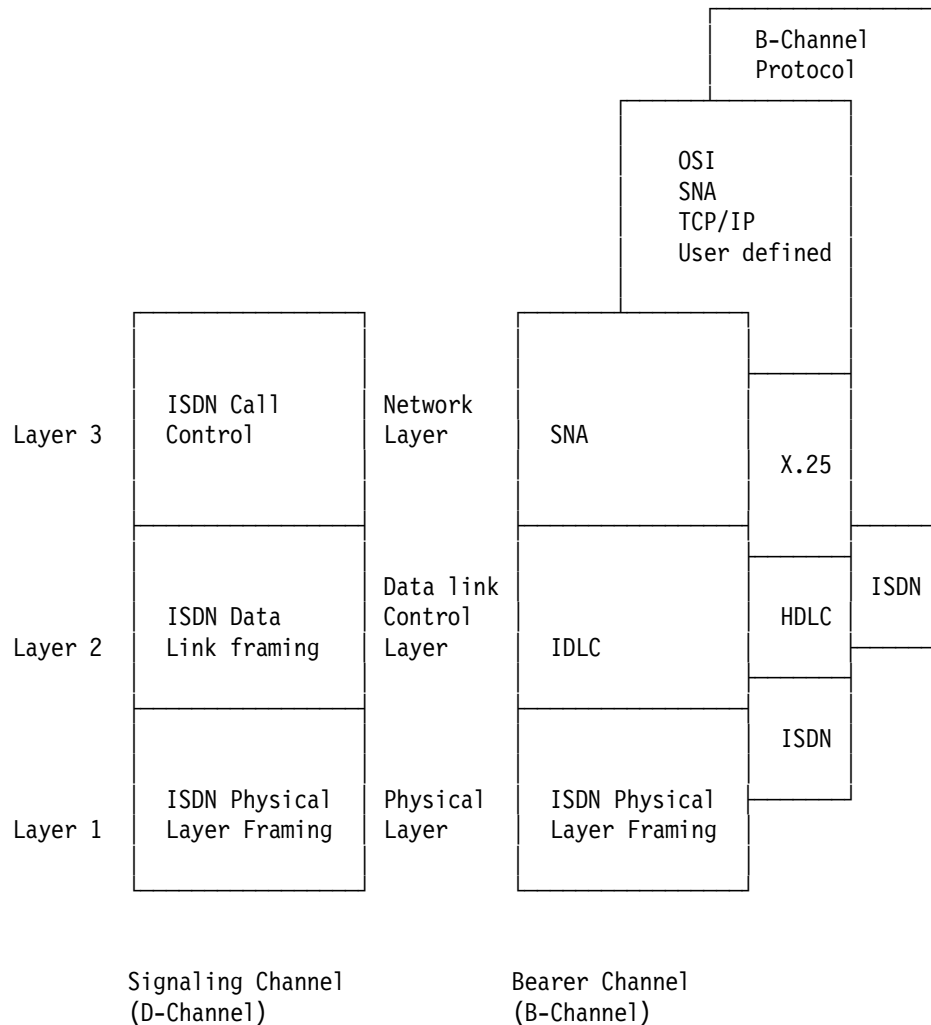 B-Channel
Protocol
OSI
SNA
TCP/IP
User defined
ISDN Call Network
Layer 3 Control Layer SNA
X.25
Data link ISDN
ISDN Data Control HDLC
Layer 2 Link framing Layer IDLC
ISDN
ISDN Physical Physical ISDN Physical
Layer 1 Layer Framing Layer Layer Framing
Signaling Channel Bearer Channel
(D-Channel) (B-Channel)